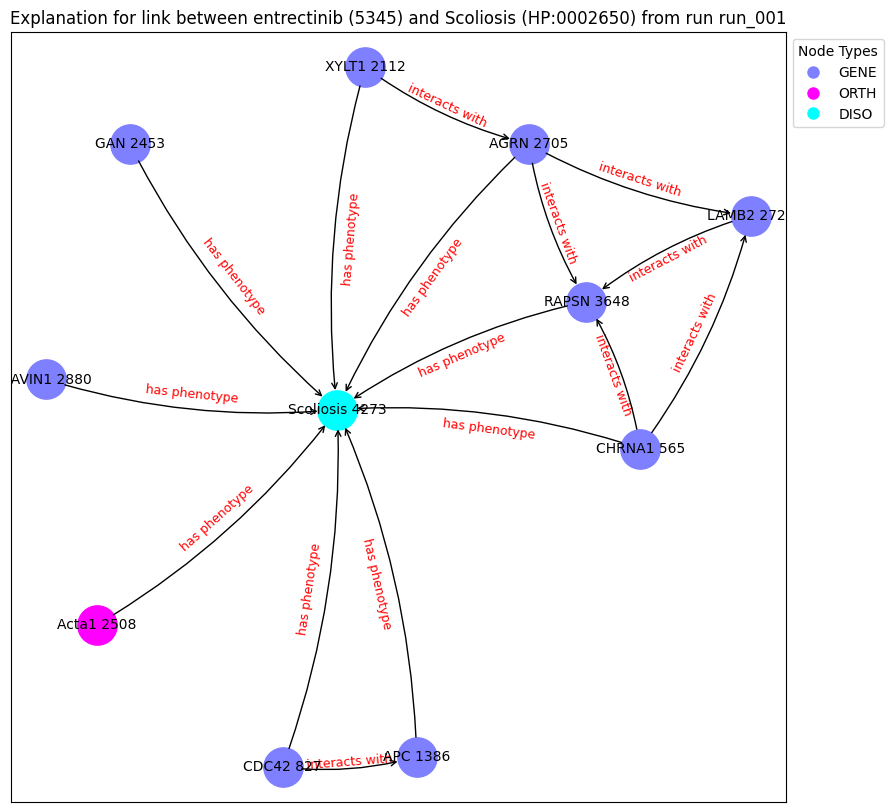 Explanation for link between entrectinib (5345) and Scoliosis (HP:0002650) from run run_001
Node Types
GENE
ORTH
DISO
XYLT1 2112
interacts with
GAN 2453
AGRN 2705
interacts with
interacts with
LAMB2 272
has phenotype
has phenotype
has phenotype
interacts with
RAPSN 3648
interacts with
has phenotype
interacts with
AVIN1 2880
has phenotype
Scoliosis 4273
has phenotype
CHRNA1 565
has phenotype
has phenotype
has phenotype
Acta1 2508
CDC42 827
interacts with
APC 1386